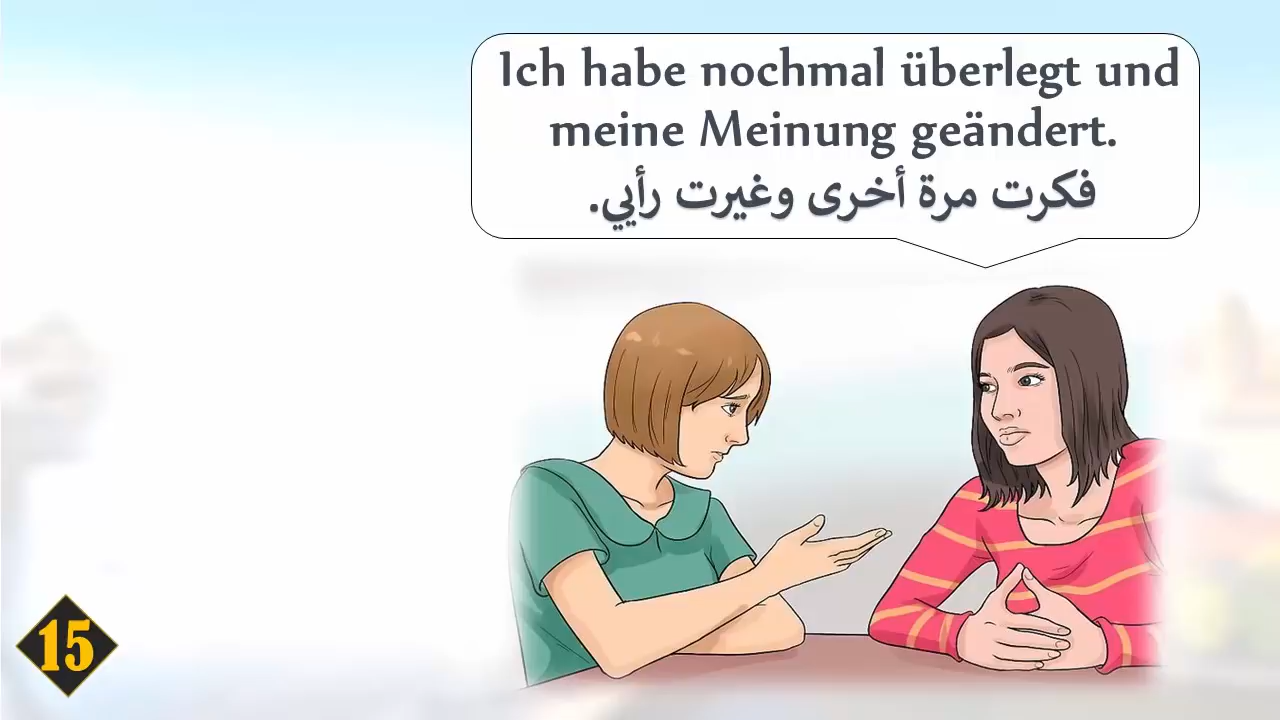 Ich habe nochmal überlegt und
meine Meinung geändert.
فكرت مرة أخرى وغيرت رأيي.
15